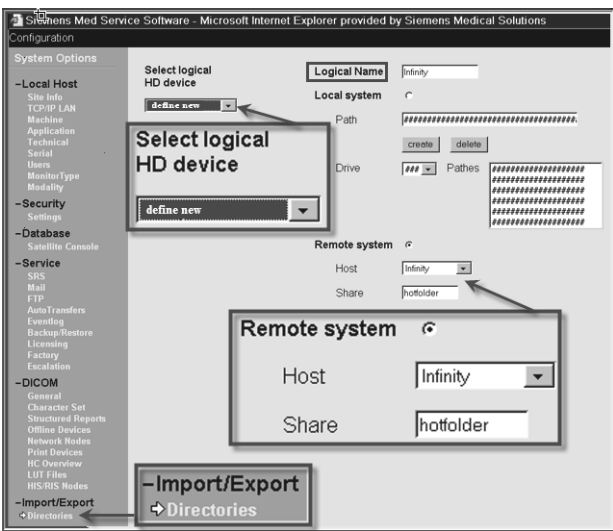 Siemens Med Service Software - Microsoft Internet Explorer provided by Siemens Medical Solutions
Configuration
System Options
-Local Host
Site Info
TCP/IP LAN
Machine
Application
Technical
Serial
Users
MonitorType
Modality
-Security
Settings
-Database
Satellite Console
-Service
SRS
Mail
FTP
AutoTransfers
Eventlog
Backup/Restore
Licensing
Factory
Escalation
-DICOM
General
Character Set
Structured Reports
Offline Devices
Network Nodes
Print Devices
HC Overview
LUT Files
HIS/RIS Nodes
-Import/Export
Directories
Select logical
HD device
define new
Select logical
HD device
define new
Logical Name Infinity
Local system
Path ################################
create delete
Drive ### Pathes ##################
##################
##################
##################
##################
##################
Remote system
Host Infinity
Share hotfolder
Remote system
Host Infinity
Share hotfolder
-Import/Export
Directories